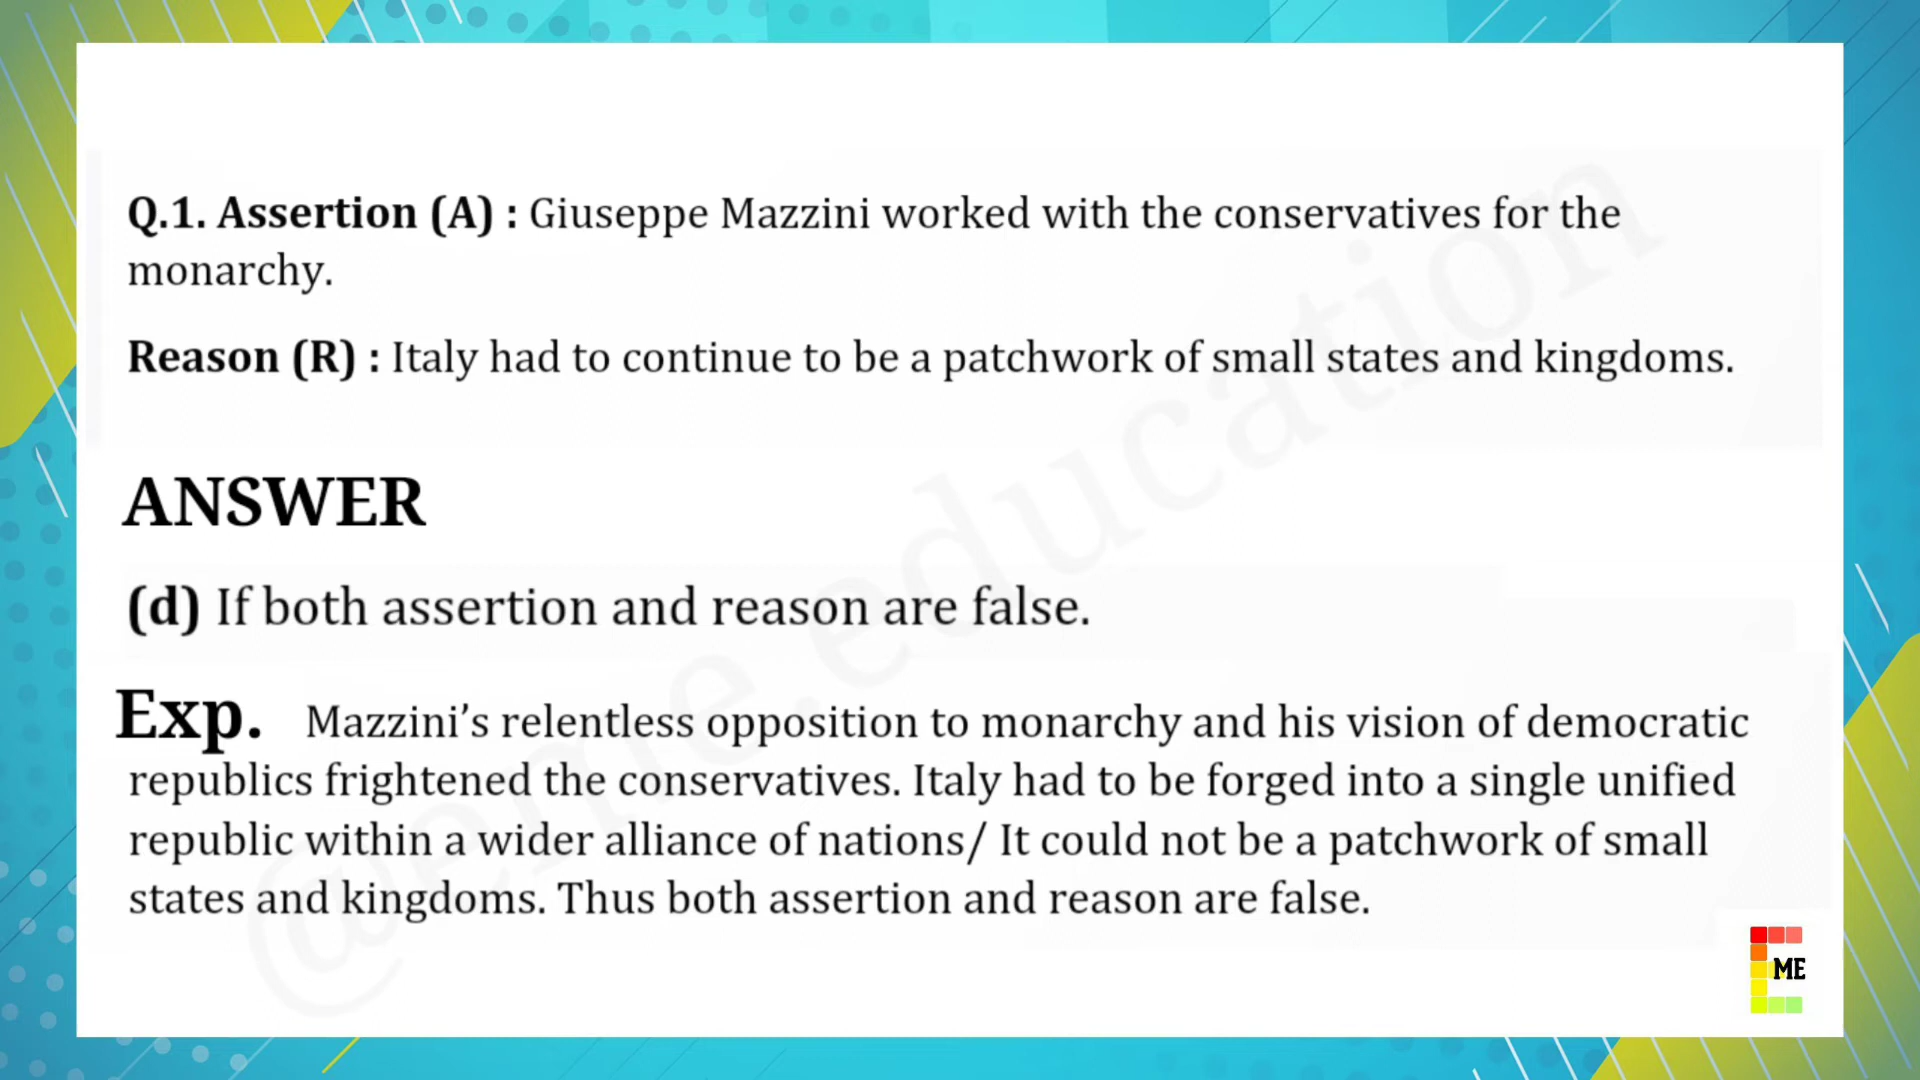 Q.1. Assertion (A) : Giuseppe Mazzini worked with the conservatives for the
monarchy.
Reason (R) : Italy had to continue to be a patchwork of small states and kingdoms.
ANSWER
(d) If both assertion and reason are false.
Exp. Mazzini’s relentless opposition to monarchy and his vision of democratic
republics frightened the conservatives. Italy had to be forged into a single unified
republic within a wider alliance of nations/ It could not be a patchwork of small
states and kingdoms. Thus both assertion and reason are false.
@eme.education
ME